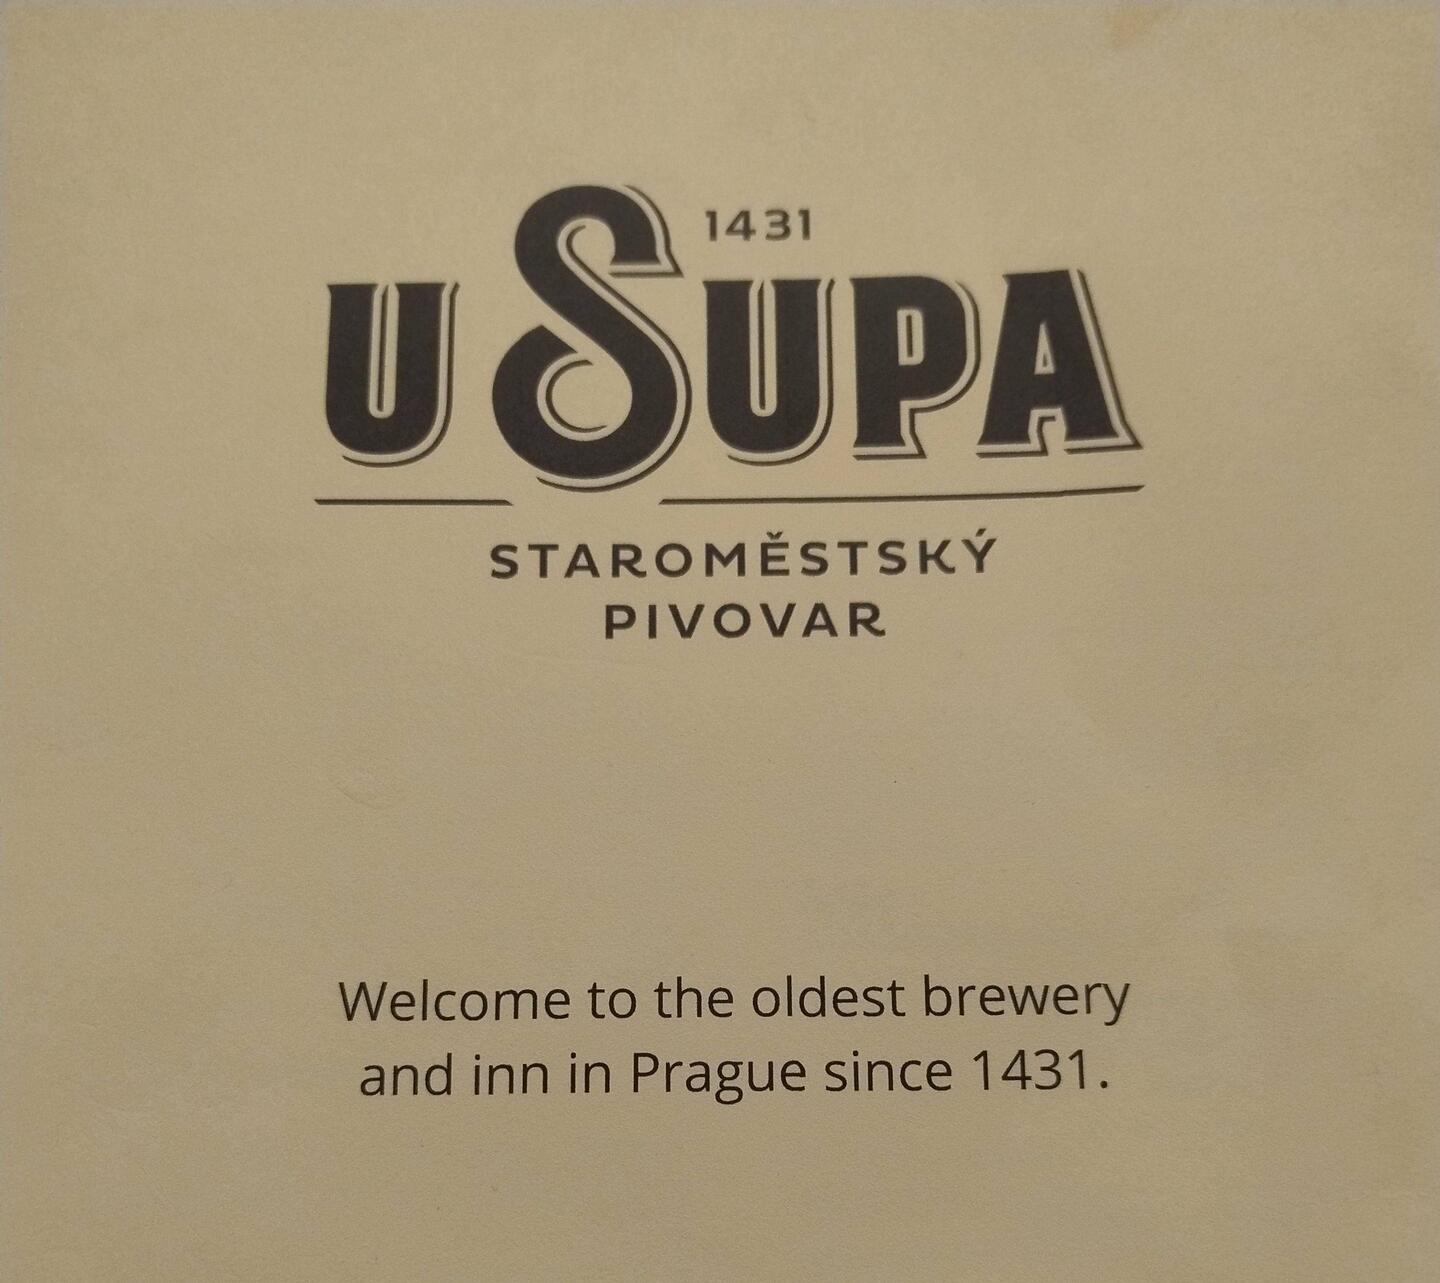 1431
U SUPA
STAROMĚSTSKÝ
PIVOVAR
Welcome to the oldest brewery
and inn in Prague since 1431.